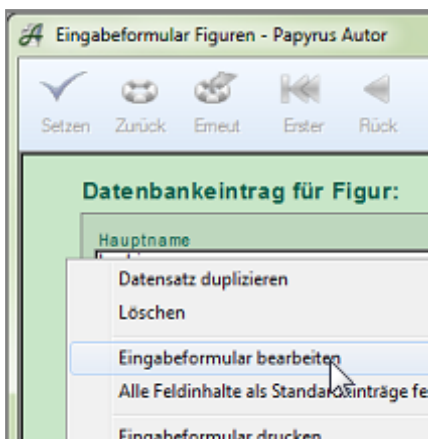 Eingabeformular Figuren - Papyrus Autor
Setzen Zurück Erneut Erster Rück
Datenbankeintrag für Figur:
Hauptname
Datensatz duplizieren
Löschen
Eingabeformular bearbeiten
Alle Feldinhalte als Standardeinträge fe
Eingabeformular drucken